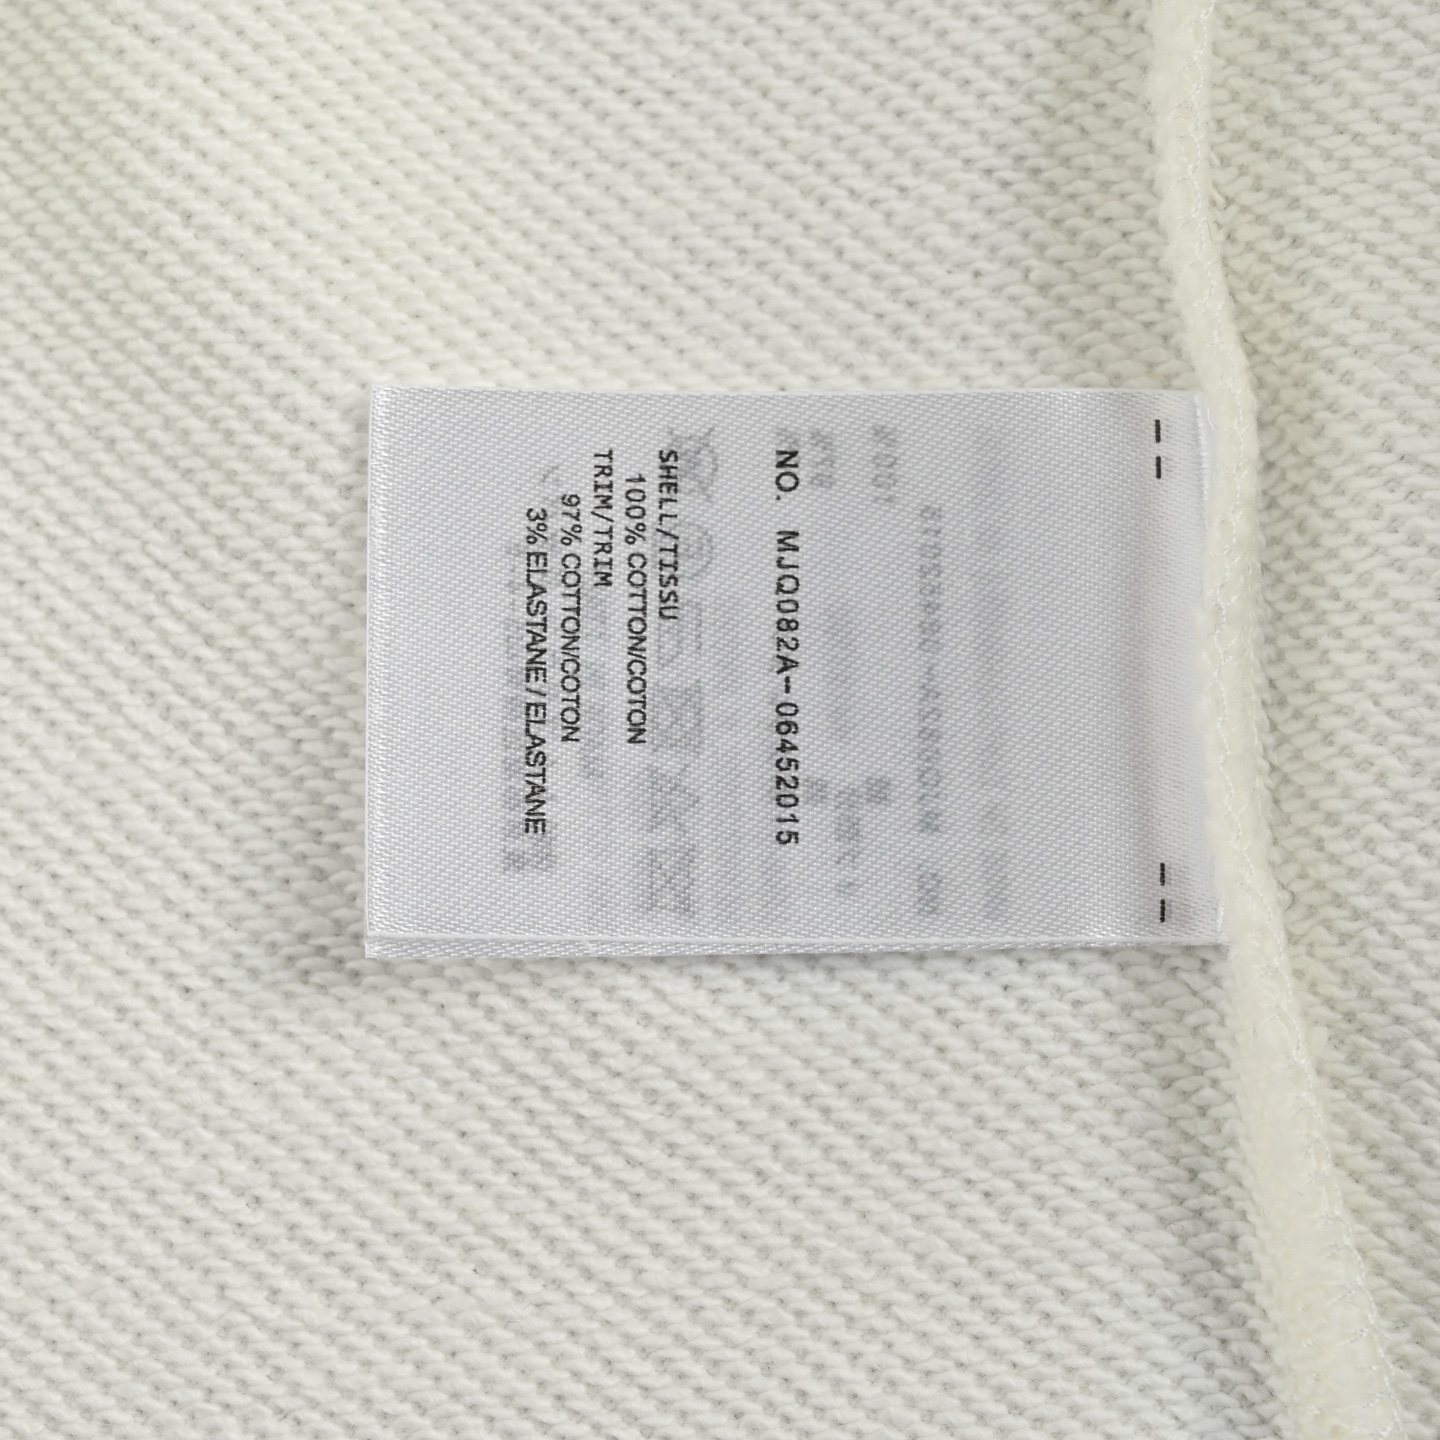 NO. MJQ082A-06452015
SHELL/TISSU
100% COTTON/COTON
TRIM/TRIM
97% COTTON/COTON
3% ELASTANE / ELASTANE